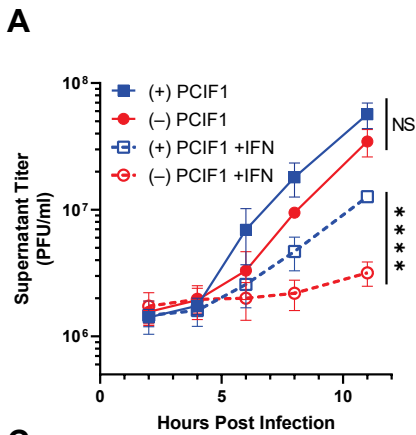 A
10⁸
(+) PCIF1
(−) PCIF1
(+) PCIF1 +IFN
(−) PCIF1 +IFN
NS
10⁷
****
10⁶
Supernatant Titer
(PFU/ml)
0 5 10
Hours Post Infection